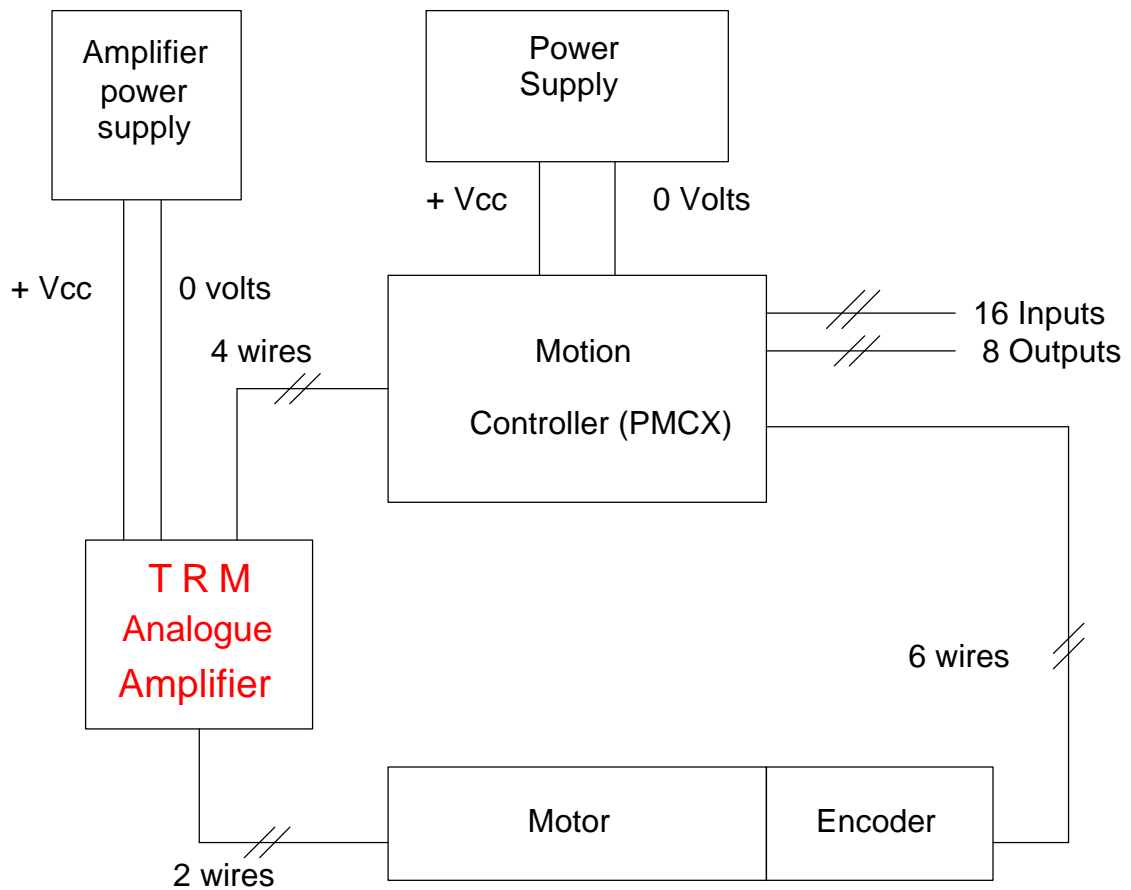 Amplifier
power
supply
Power
Supply
+ Vcc
0 Volts
+ Vcc
0 volts
16 Inputs
8 Outputs
4 wires
Motion
Controller (PMCX)
T R M
Analogue
Amplifier
6 wires
Motor
Encoder
2 wires